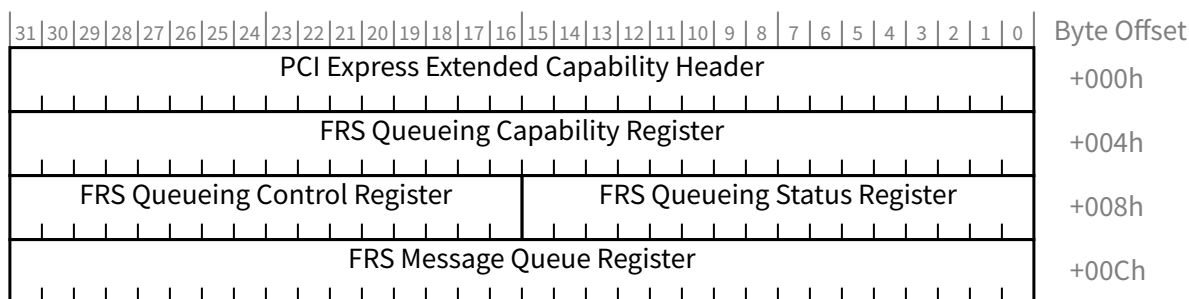 31 30 29 28 27 26 25 24 23 22 21 20 19 18 17 16 15 14 13 12 11 10 9 8 7 6 5 4 3 2 1 0 Byte Offset
PCI Express Extended Capability Header +000h
FRS Queueing Capability Register +004h
FRS Queueing Control Register FRS Queueing Status Register +008h
FRS Message Queue Register +00Ch